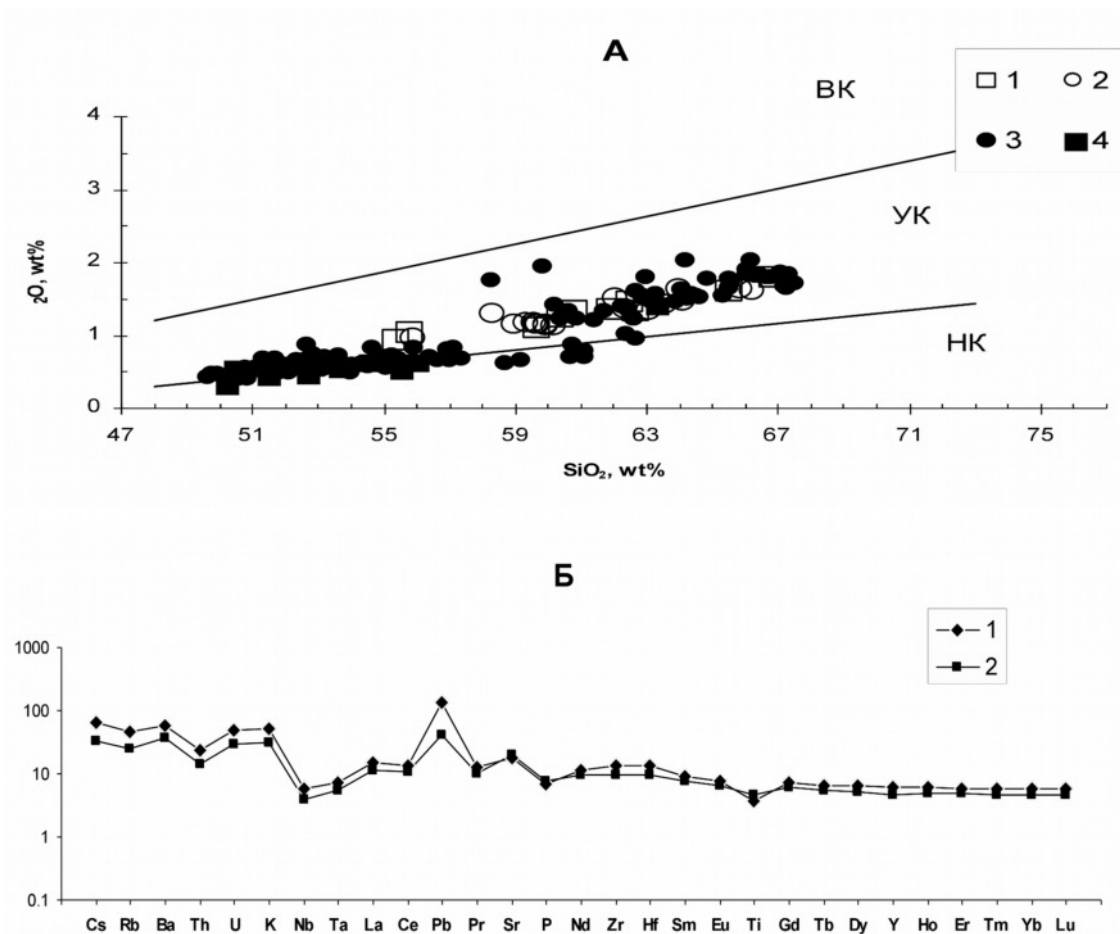 А
ВК
1 2
3 4
4
3
УК
2
1
НК
0
47 51 55 59 63 67 71 75
₂O, wt%
SiO₂, wt%
Б
1
2
1000
100
10
1
0.1
Cs Rb Ba Th U K Nb Ta La Ce Pb Pr Sr P Nd Zr Hf Sm Eu Ti Gd Tb Dy Y Ho Er Tm Yb Lu